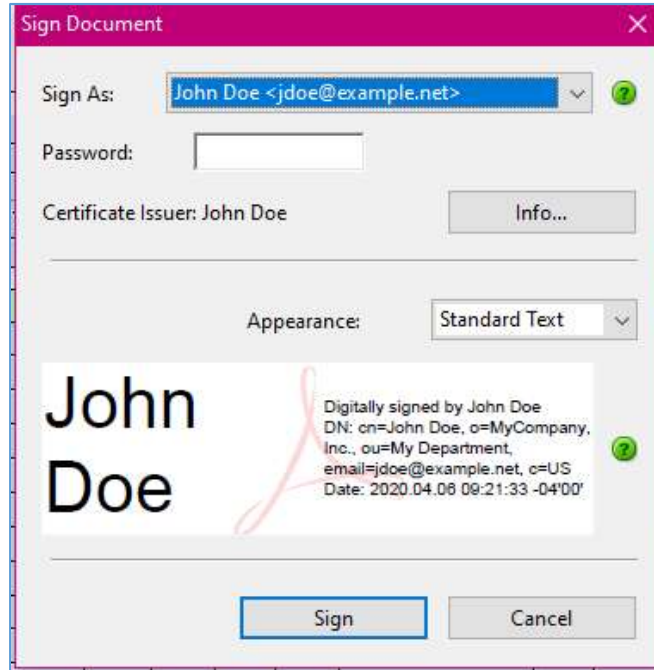 Sign Document
Sign As: John Doe <jdoe@example.net>
Password:
Certificate Issuer: John Doe Info...
Appearance: Standard Text
John
Doe
Digitally signed by John Doe
DN: cn=John Doe, o=MyCompany,
Inc., ou=My Department,
email=jdoe@example.net, c=US
Date: 2020.04.06 09:21:33 -04'00'
Sign Cancel